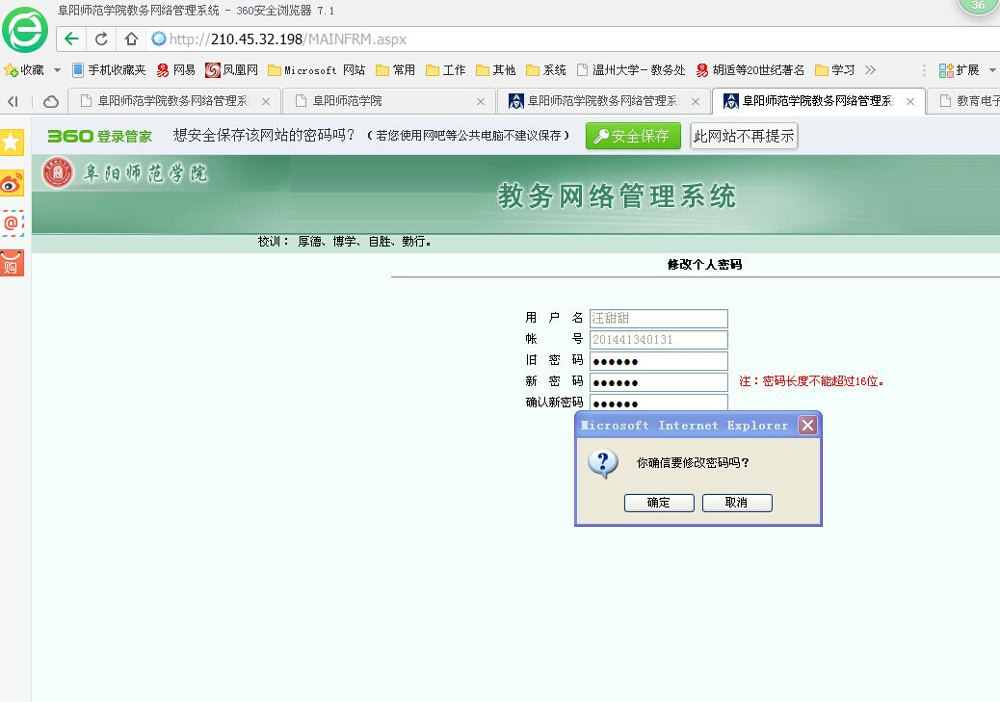 阜阳师范学院教务网络管理系统 - 360安全浏览器 7.1
36
http://210.45.32.198/MAINFRM.aspx
收藏 手机收藏夹 网易 凤凰网 Microsoft 网站 常用 工作 其他 系统 温州大学-教务处 胡适等20世纪著名 学习 扩展
阜阳师范学院教务网络管理系 阜阳师范学院 阜阳师范学院教务网络管理系 阜阳师范学院教务网络管理系 教育电子
360 登录管家 想安全保存该网站的密码吗? (若您使用网吧等公共电脑不建议保存) 安全保存 此网站不再提示
阜阳师范学院
教务网络管理系统
购
校训: 厚德、博学、自胜、勤行。
修改个人密码
用 户 名 汪甜甜
帐 号 201441340131
旧 密 码 ●●●●●●
新 密 码 ●●●●●● 注:密码长度不能超过16位。
确认新密码 ●●●●●●
Microsoft Internet Explorer
你确信要修改密码吗?
确定 取消